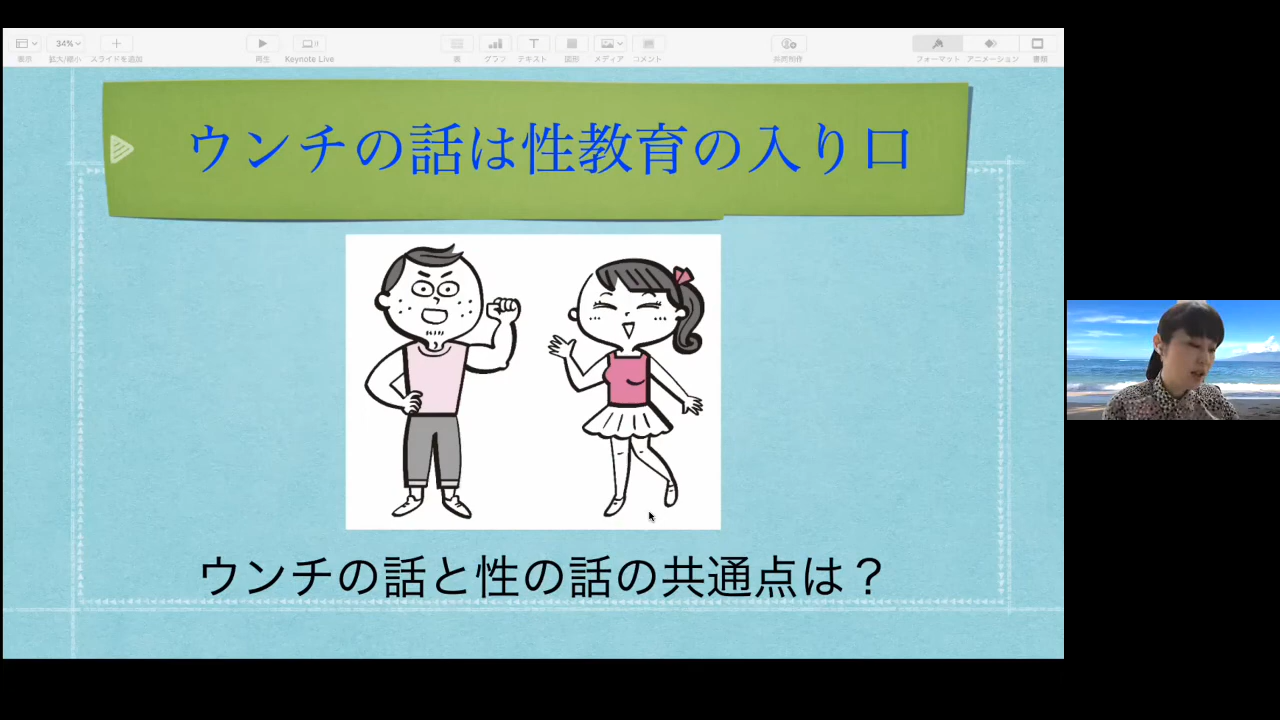 34%
表示
拡大/縮小
スライドを追加
再生
Keynote Live
表
グラフ
テキスト
図形
メディア
コメント
共同制作
フォーマット
アニメーション
書類
ウンチの話は性教育の入り口
ウンチの話と性の話の共通点は？